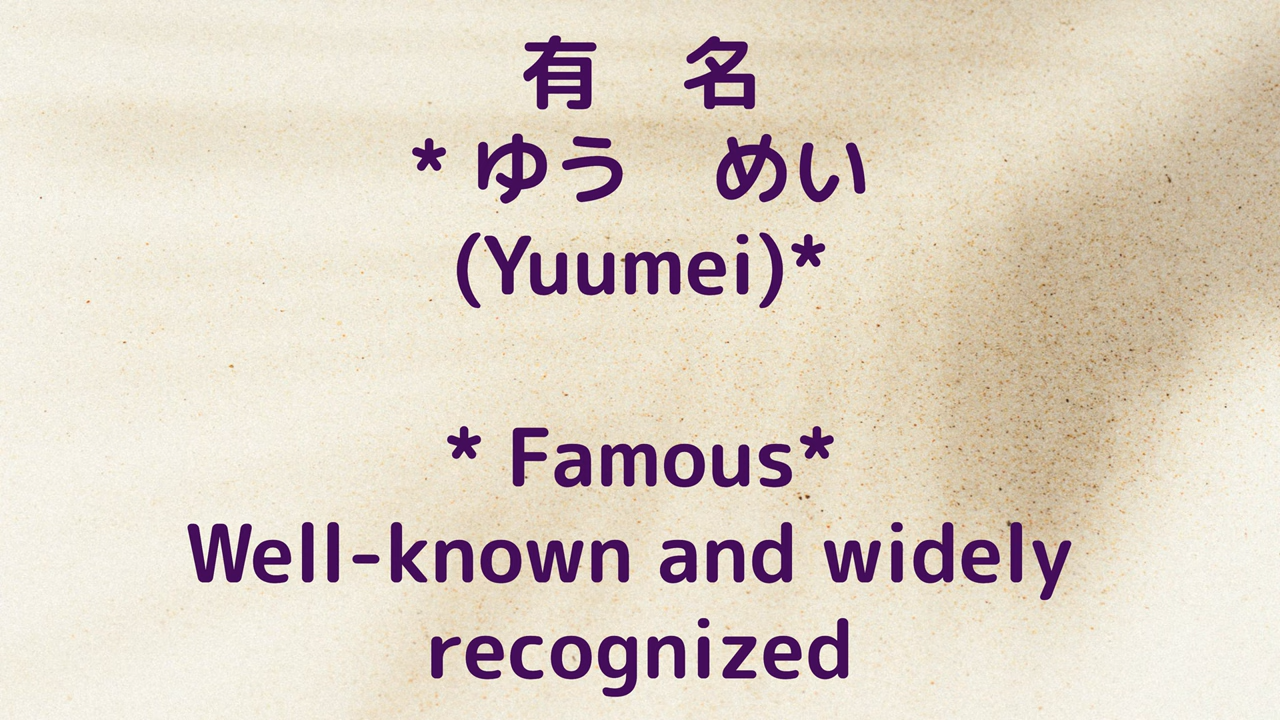 有　名
* ゆう　めい
(Yuumei)*
* Famous*
Well-known and widely
recognized